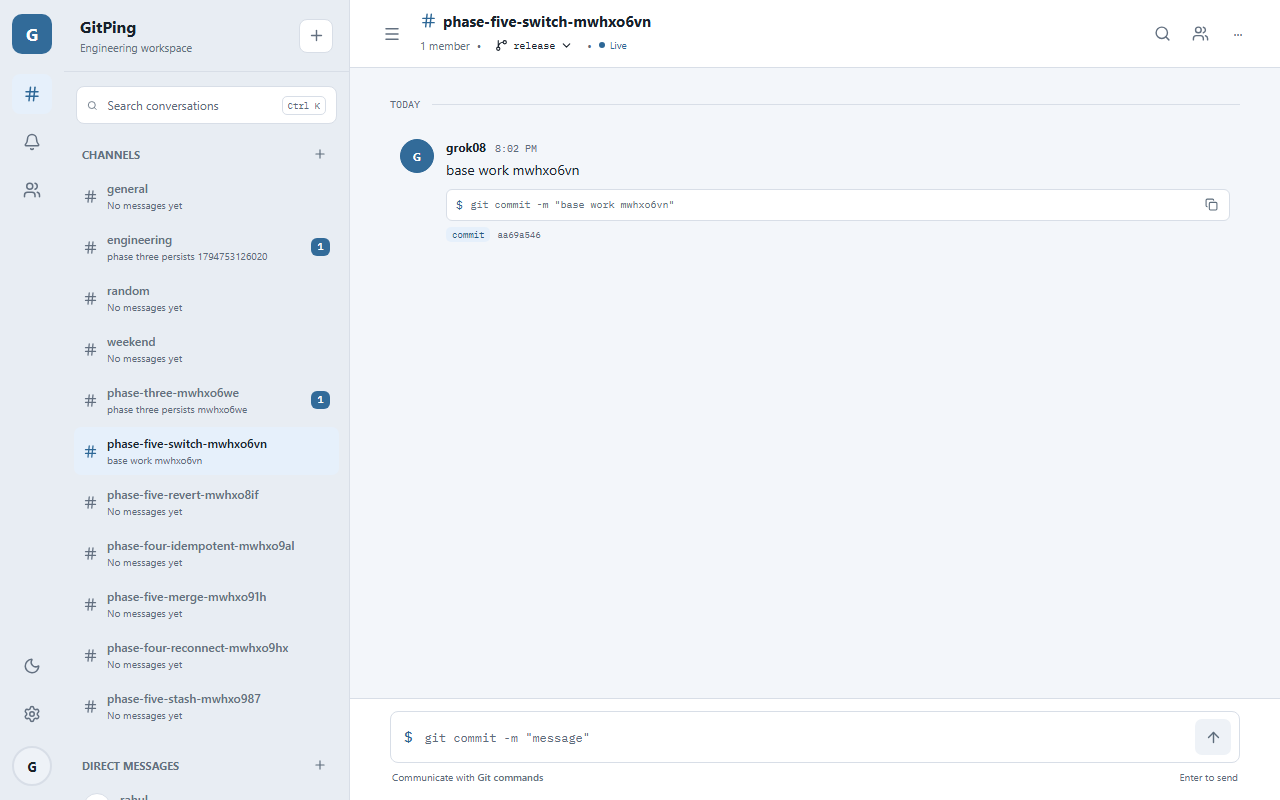 G
GitPing
Engineering workspace
Search conversations
Ctrl K
CHANNELS
general
No messages yet
engineering
phase three persists 1794753126020
1
random
No messages yet
weekend
No messages yet
phase-three-mwhxo6we
phase three persists mwhxo6we
1
phase-five-switch-mwhxo6vn
base work mwhxo6vn
phase-five-revert-mwhxo8if
No messages yet
phase-four-idempotent-mwhxo9al
No messages yet
phase-five-merge-mwhxo91h
No messages yet
phase-four-reconnect-mwhxo9hx
No messages yet
phase-five-stash-mwhxo987
No messages yet
DIRECT MESSAGES
rahul
G
# phase-five-switch-mwhxo6vn
1 member • release • Live
TODAY
G
grok08 8:02 PM
base work mwhxo6vn
$ git commit -m "base work mwhxo6vn"
commit aa69a546
$ git commit -m "message"
Communicate with Git commands
Enter to send